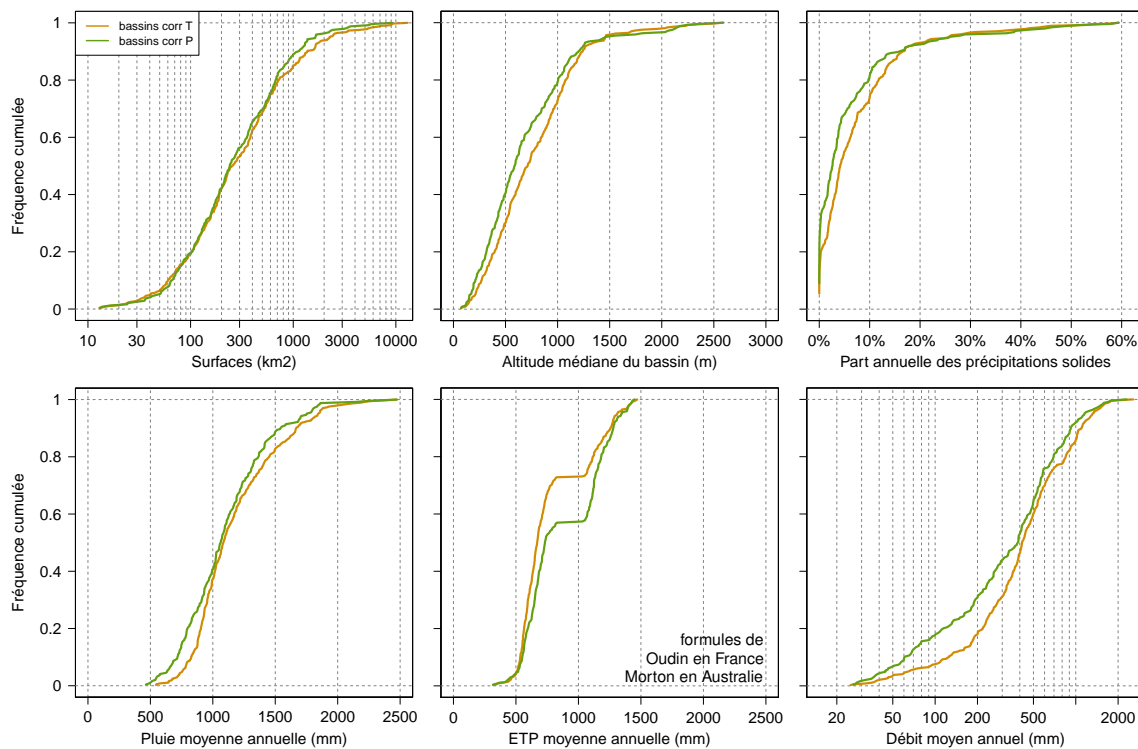 bassins corr T
bassins corr P
Fréquence cumulée
1
0.8
0.6
0.4
0.2
0
10 30 100 300 1000 3000 10000
Surfaces (km2)
0 500 1000 1500 2000 2500 3000
Altitude médiane du bassin (m)
0% 10% 20% 30% 40% 50% 60%
Part annuelle des précipitations solides
Fréquence cumulée
1
0.8
0.6
0.4
0.2
0
0 500 1000 1500 2000 2500
Pluie moyenne annuelle (mm)
formules de
Oudin en France
Morton en Australie
0 500 1000 1500 2000 2500
ETP moyenne annuelle (mm)
20 50 100 200 500 2000
Débit moyen annuel (mm)